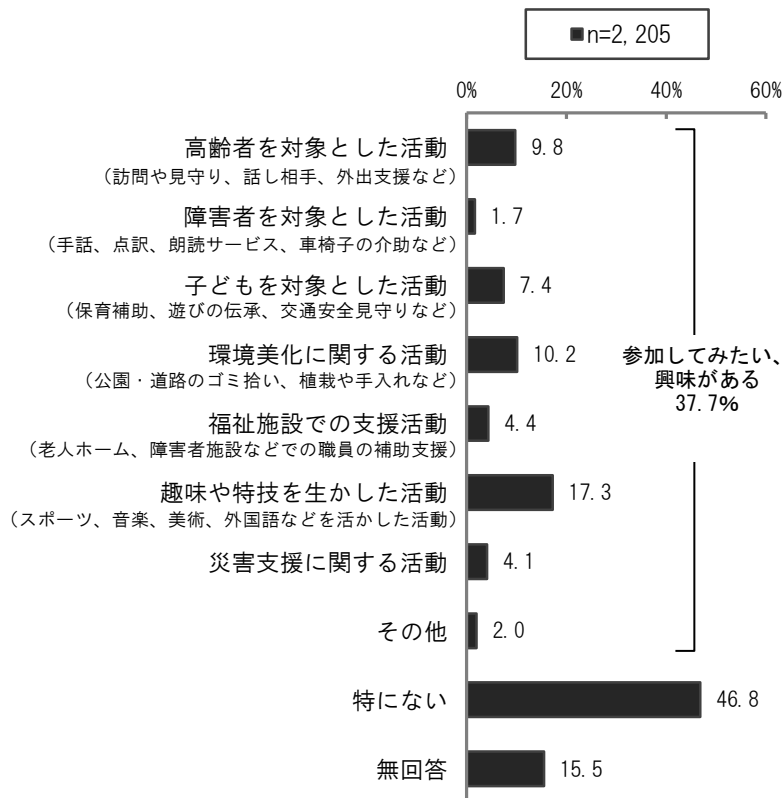 ■n=2,205
0% 20% 40% 60%
高齢者を対象とした活動 9.8
（訪問や見守り、話し相手、外出支援など）
障害者を対象とした活動 1.7
（手話、点訳、朗読サービス、車椅子の介助など）
子どもを対象とした活動 7.4
（保育補助、遊びの伝承、交通安全見守りなど）
環境美化に関する活動 10.2
（公園・道路のゴミ拾い、植栽や手入れなど）
参加してみたい、
興味がある
37.7%
福祉施設での支援活動 4.4
（老人ホーム、障害者施設などでの職員の補助支援）
趣味や特技を生かした活動 17.3
（スポーツ、音楽、美術、外国語などを活かした活動）
災害支援に関する活動 4.1
その他 2.0
特にない 46.8
無回答 15.5